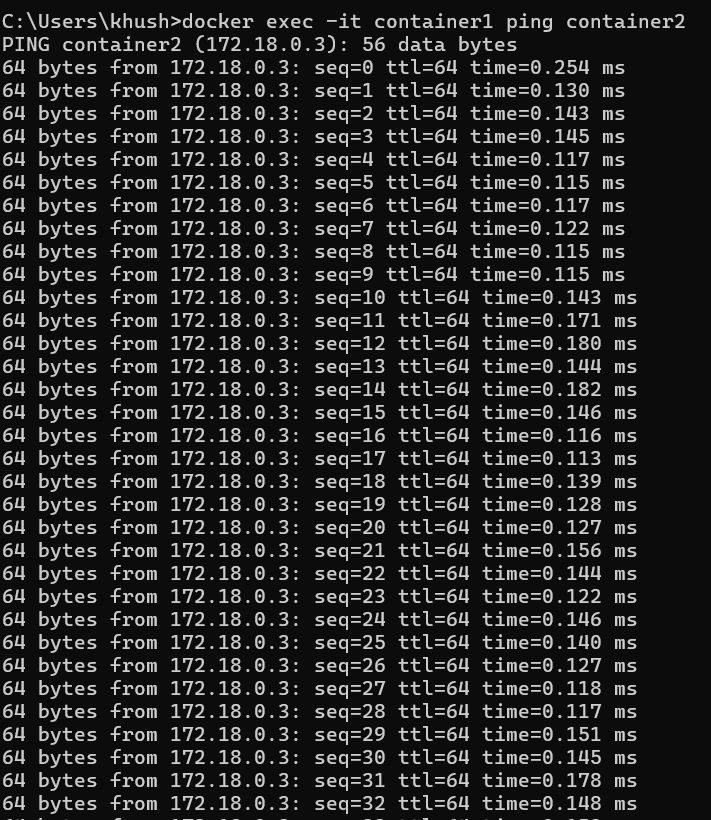 C:\Users\khush>docker exec -it container1 ping container2
PING container2 (172.18.0.3): 56 data bytes
64 bytes from 172.18.0.3: seq=0 ttl=64 time=0.254 ms
64 bytes from 172.18.0.3: seq=1 ttl=64 time=0.130 ms
64 bytes from 172.18.0.3: seq=2 ttl=64 time=0.143 ms
64 bytes from 172.18.0.3: seq=3 ttl=64 time=0.145 ms
64 bytes from 172.18.0.3: seq=4 ttl=64 time=0.117 ms
64 bytes from 172.18.0.3: seq=5 ttl=64 time=0.115 ms
64 bytes from 172.18.0.3: seq=6 ttl=64 time=0.117 ms
64 bytes from 172.18.0.3: seq=7 ttl=64 time=0.122 ms
64 bytes from 172.18.0.3: seq=8 ttl=64 time=0.115 ms
64 bytes from 172.18.0.3: seq=9 ttl=64 time=0.115 ms
64 bytes from 172.18.0.3: seq=10 ttl=64 time=0.143 ms
64 bytes from 172.18.0.3: seq=11 ttl=64 time=0.171 ms
64 bytes from 172.18.0.3: seq=12 ttl=64 time=0.180 ms
64 bytes from 172.18.0.3: seq=13 ttl=64 time=0.144 ms
64 bytes from 172.18.0.3: seq=14 ttl=64 time=0.182 ms
64 bytes from 172.18.0.3: seq=15 ttl=64 time=0.146 ms
64 bytes from 172.18.0.3: seq=16 ttl=64 time=0.116 ms
64 bytes from 172.18.0.3: seq=17 ttl=64 time=0.113 ms
64 bytes from 172.18.0.3: seq=18 ttl=64 time=0.139 ms
64 bytes from 172.18.0.3: seq=19 ttl=64 time=0.128 ms
64 bytes from 172.18.0.3: seq=20 ttl=64 time=0.127 ms
64 bytes from 172.18.0.3: seq=21 ttl=64 time=0.156 ms
64 bytes from 172.18.0.3: seq=22 ttl=64 time=0.144 ms
64 bytes from 172.18.0.3: seq=23 ttl=64 time=0.122 ms
64 bytes from 172.18.0.3: seq=24 ttl=64 time=0.146 ms
64 bytes from 172.18.0.3: seq=25 ttl=64 time=0.140 ms
64 bytes from 172.18.0.3: seq=26 ttl=64 time=0.127 ms
64 bytes from 172.18.0.3: seq=27 ttl=64 time=0.118 ms
64 bytes from 172.18.0.3: seq=28 ttl=64 time=0.117 ms
64 bytes from 172.18.0.3: seq=29 ttl=64 time=0.151 ms
64 bytes from 172.18.0.3: seq=30 ttl=64 time=0.145 ms
64 bytes from 172.18.0.3: seq=31 ttl=64 time=0.178 ms
64 bytes from 172.18.0.3: seq=32 ttl=64 time=0.148 ms